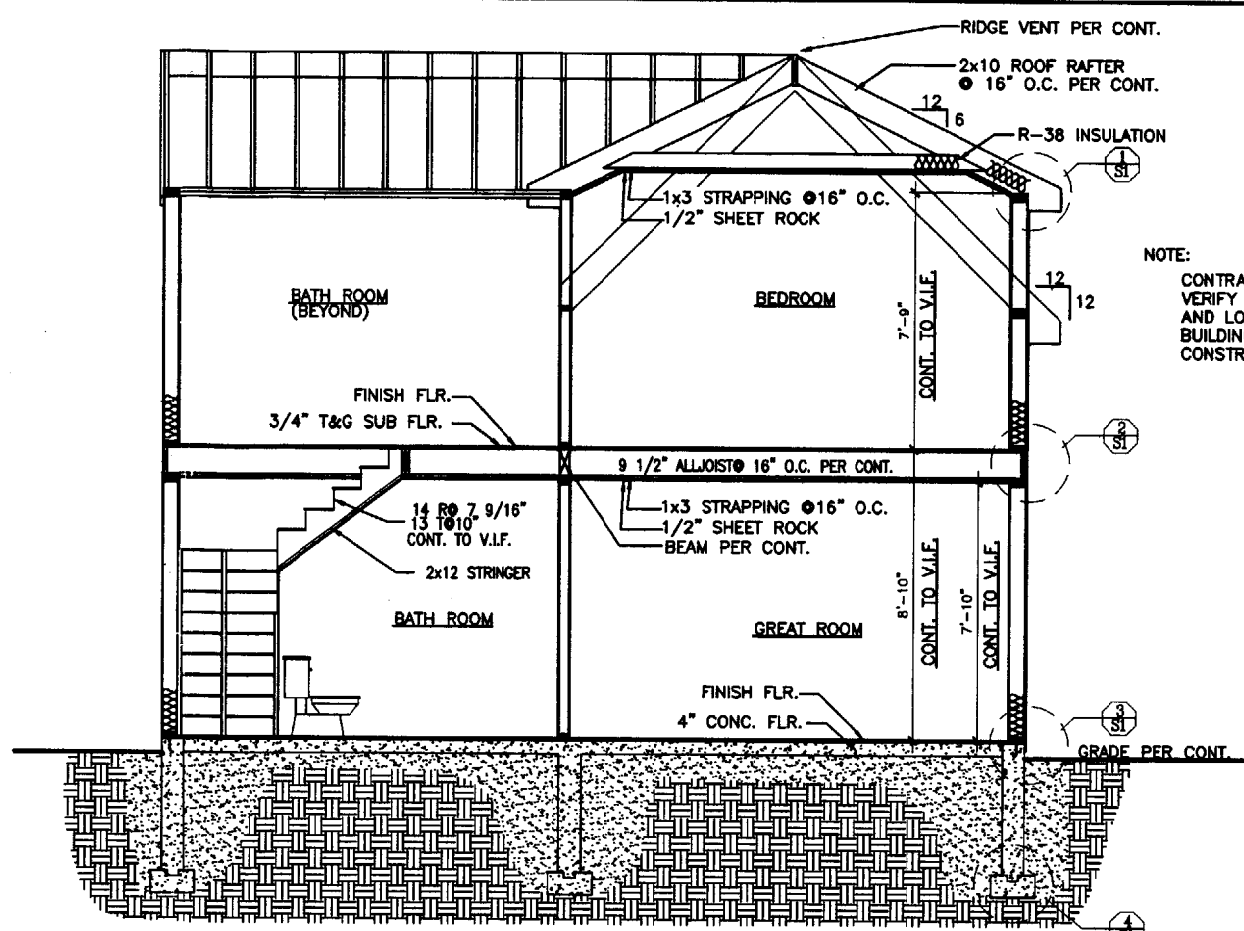 RIDGE VENT PER CONT.
2x10 ROOF RAFTER
@ 16" O.C. PER CONT.
12
6
R-38 INSULATION
1
S1
1x3 STRAPPING @16" O.C.
1/2" SHEET ROCK
NOTE:
CONTRA
VERIFY
AND LO
BUILDIN
CONSTR
12
12
BATH ROOM
(BEYOND)
BEDROOM
7'-9"
CONT. TO V.I.F.
FINISH FLR.
3/4" T&G SUB FLR.
2
S1
9 1/2" ALLJOIST@ 16" O.C. PER CONT.
14 R@ 7 9/16"
13 T@10"
CONT. TO V.I.F.
1x3 STRAPPING @16" O.C.
1/2" SHEET ROCK
BEAM PER CONT.
2x12 STRINGER
BATH ROOM
GREAT ROOM
8'-10"
CONT. TO V.I.F.
7'-10"
CONT. TO V.I.F.
FINISH FLR.
4" CONC. FLR.
3
S1
GRADE PER CONT.
4